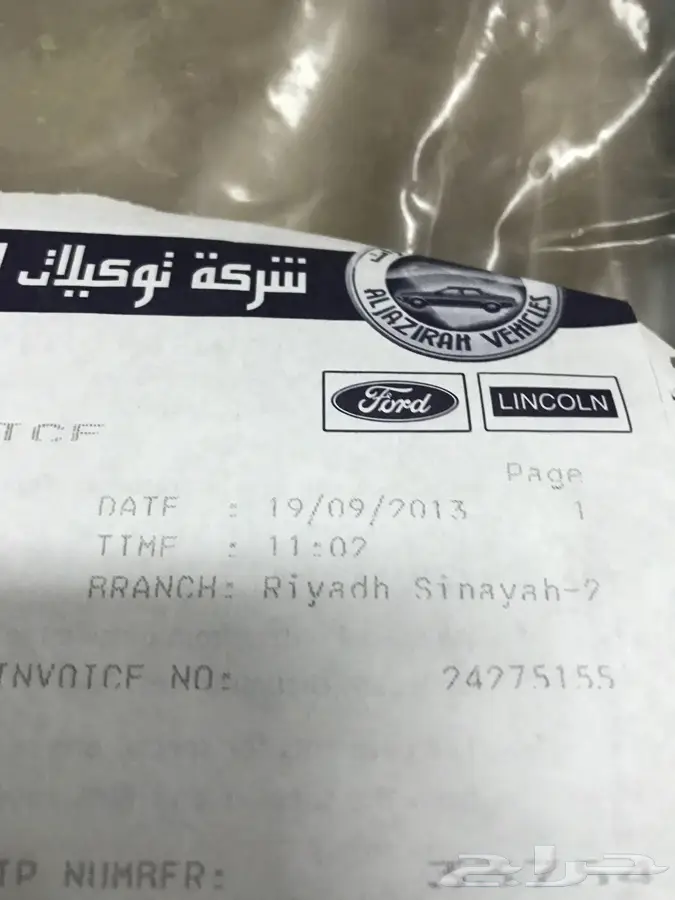 شركة توكيلات
ALJAZIRAH VEHICLES
Ford
LINCOLN
ICE
Page
DATE : 19/09/2013 1
TIME : 11:02
BRANCH: Riyadh Sinayah-2
INVOICE NO: 24275155
IP NUMBER:
حراج